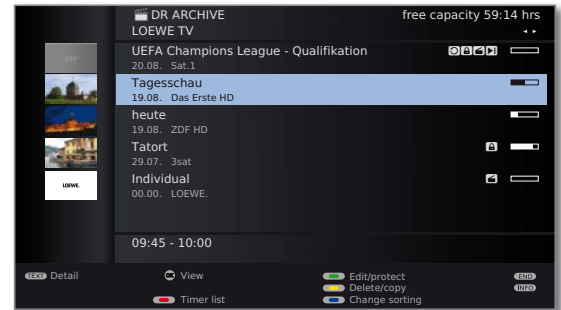 DR ARCHIVE
free capacity 59:14 hrs
LOEWE TV
UEFA Champions League - Qualifikation
20.08. Sat.1
Tagesschau
19.08. Das Erste HD
heute
19.08. ZDF HD
Tatort
29.07. 3sat
Individual
00.00. LOEWE.
LOEWE.
09:45 - 10:00
TEXT Detail
OK View
Edit/protect
END
Delete/copy
INFO
Timer list
Change sorting